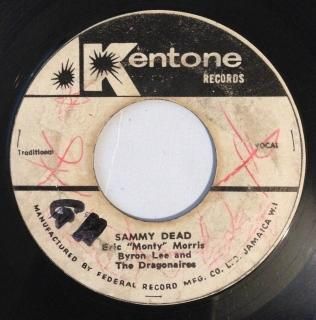 Kentone
RECORDS
Traditional
VOCAL
SAMMY DEAD
Eric "Monty" Morris
Byron Lee and
The Dragonaires
MANUFACTURED BY FEDERAL RECORD MFG. CO. LTD. JAMAICA W.I